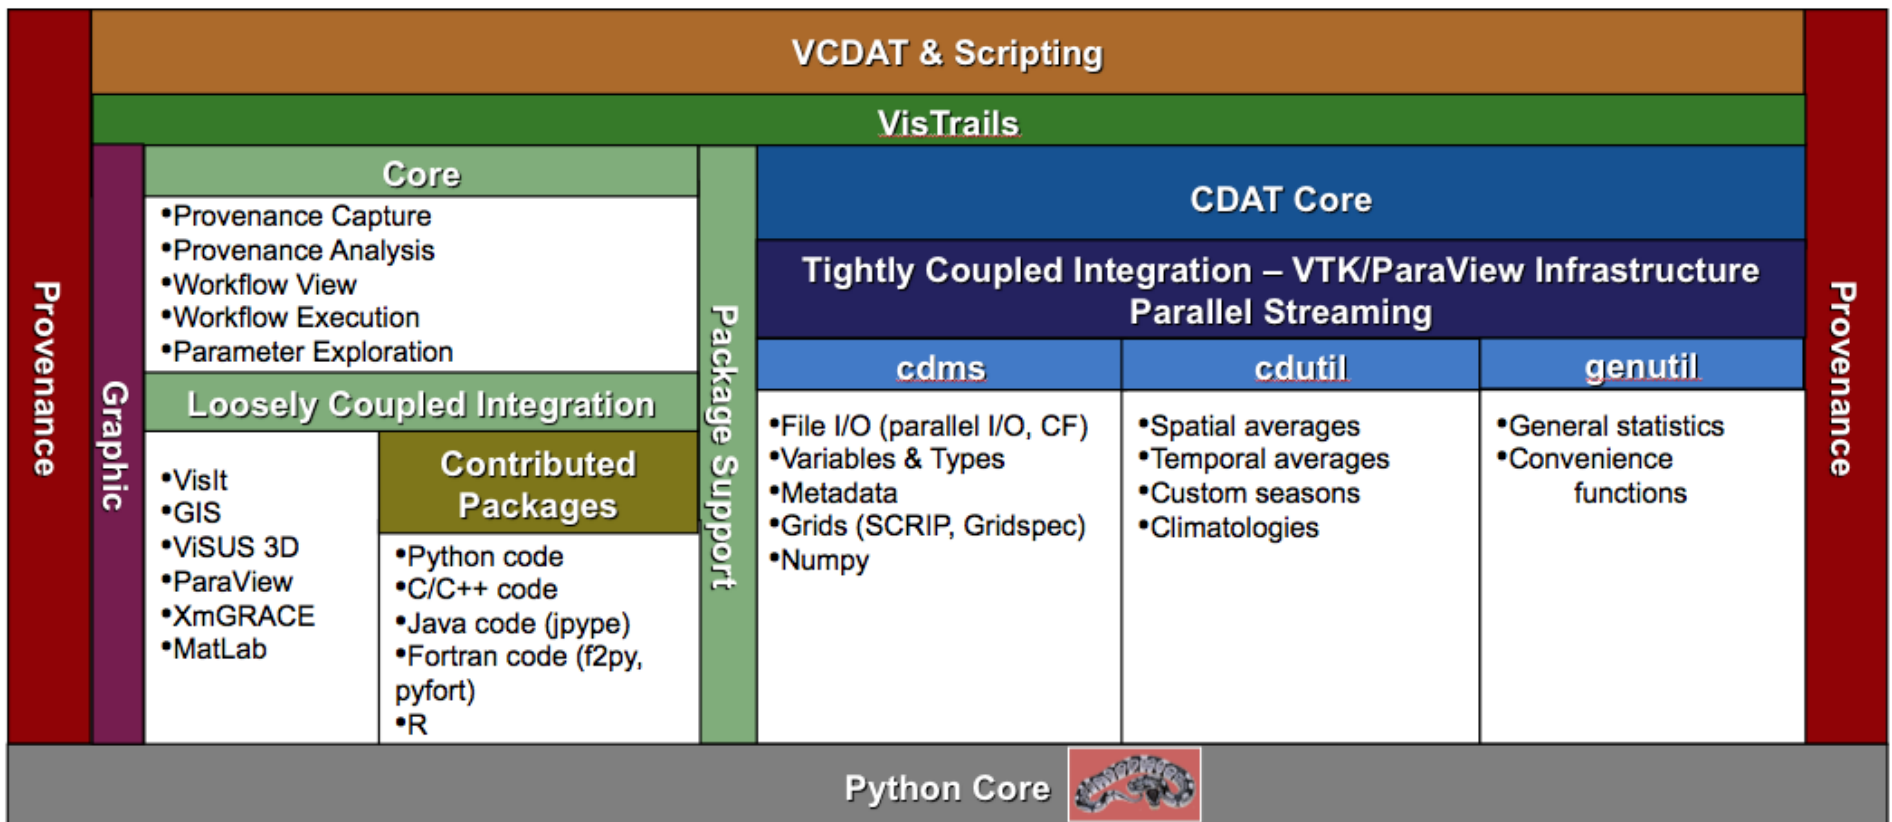 VCDAT & Scripting
VisTrails
Provenance
Graphic
Core
•Provenance Capture
•Provenance Analysis
•Workflow View
•Workflow Execution
•Parameter Exploration
Loosely Coupled Integration
•VisIt
•GIS
•ViSUS 3D
•ParaView
•XmGRACE
•MatLab
Contributed
Packages
•Python code
•C/C++ code
•Java code (jpype)
•Fortran code (f2py,
pyfort)
•R
Package Support
CDAT Core
Tightly Coupled Integration – VTK/ParaView Infrastructure
Parallel Streaming
cdms
•File I/O (parallel I/O, CF)
•Variables & Types
•Metadata
•Grids (SCRIP, Gridspec)
•Numpy
cdutil
•Spatial averages
•Temporal averages
•Custom seasons
•Climatologies
genutil
•General statistics
•Convenience
functions
Provenance
Python Core